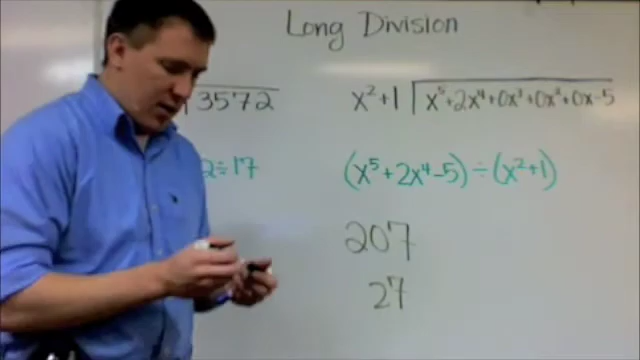 Long Division
3572
x²+1 x⁵+2x⁴+0x³+0x²+0x-5
2÷17
(x⁵+2x⁴-5)÷(x²+1)
207
27